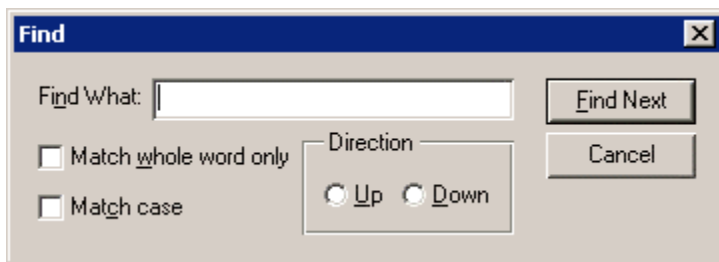 Find
Find What:
Find Next
Match whole word only
Direction
Cancel
Match case
Up
Down